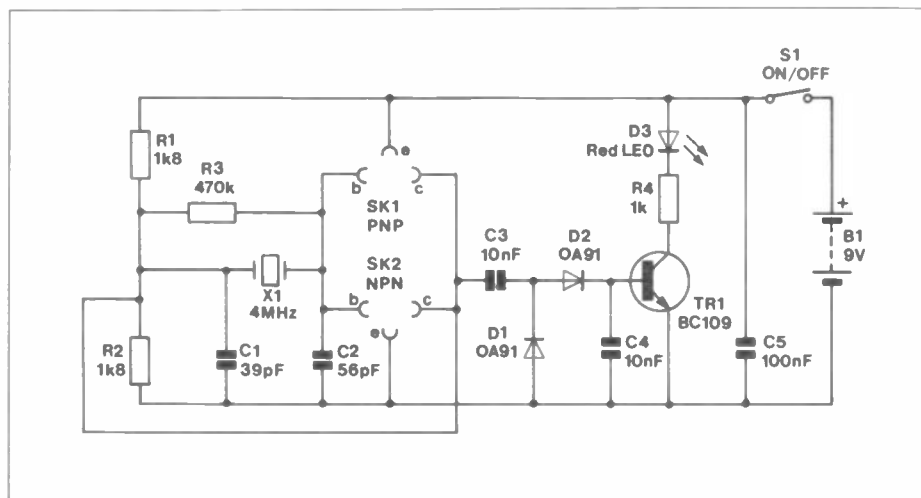 S1
ON/OFF
R1
1k8
R3
470k
e
b
c
SK1
PNP
D3
Red LEO
R4
1k
C3
10nF
D2
OA91
+
B1
9V
X1
4MHz
SK2
NPN
b
c
e
TR1
BC109
R2
1k8
C1
39pF
C2
56pF
D1
OA91
C4
10nF
C5
100nF